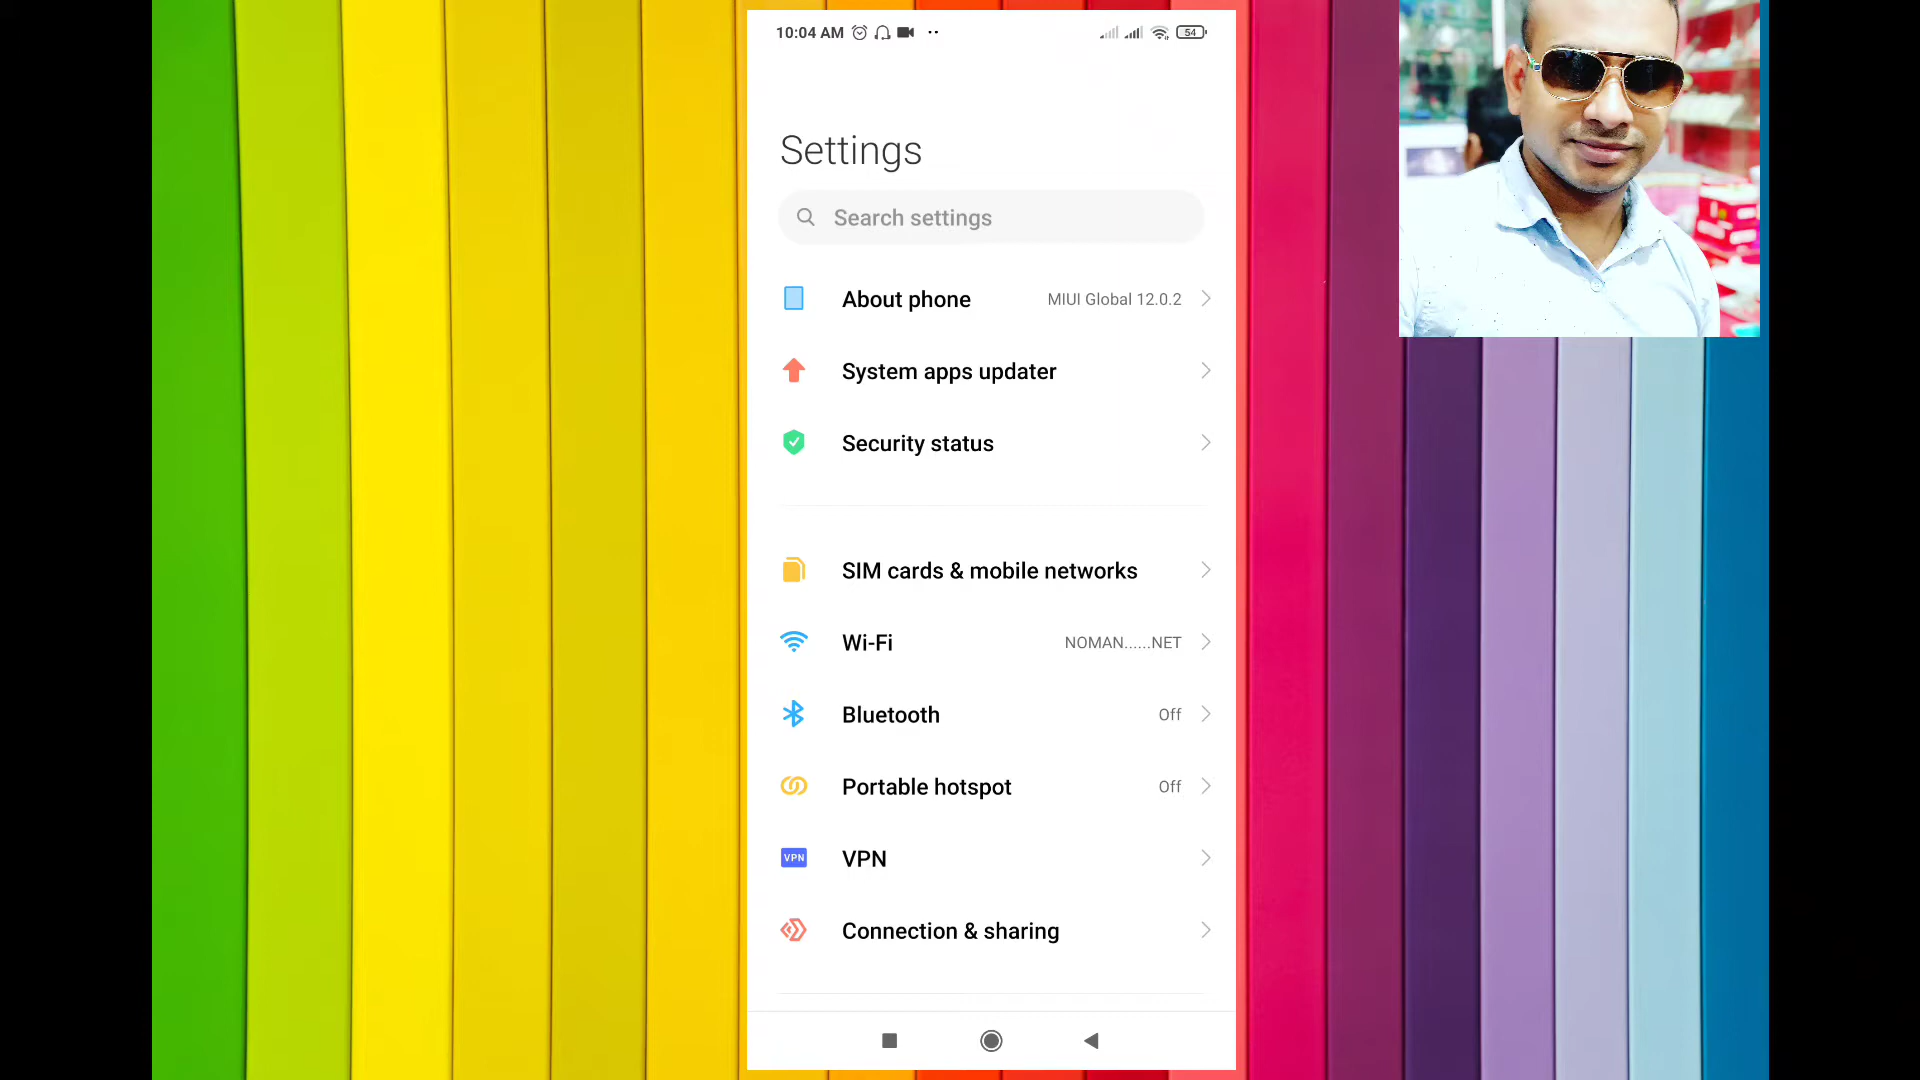 10:04 AM
54
Settings
Search settings
About phone MIUI Global 12.0.2
System apps updater
Security status
SIM cards & mobile networks
Wi-Fi NOMAN......NET
Bluetooth Off
Portable hotspot Off
VPN VPN
Connection & sharing